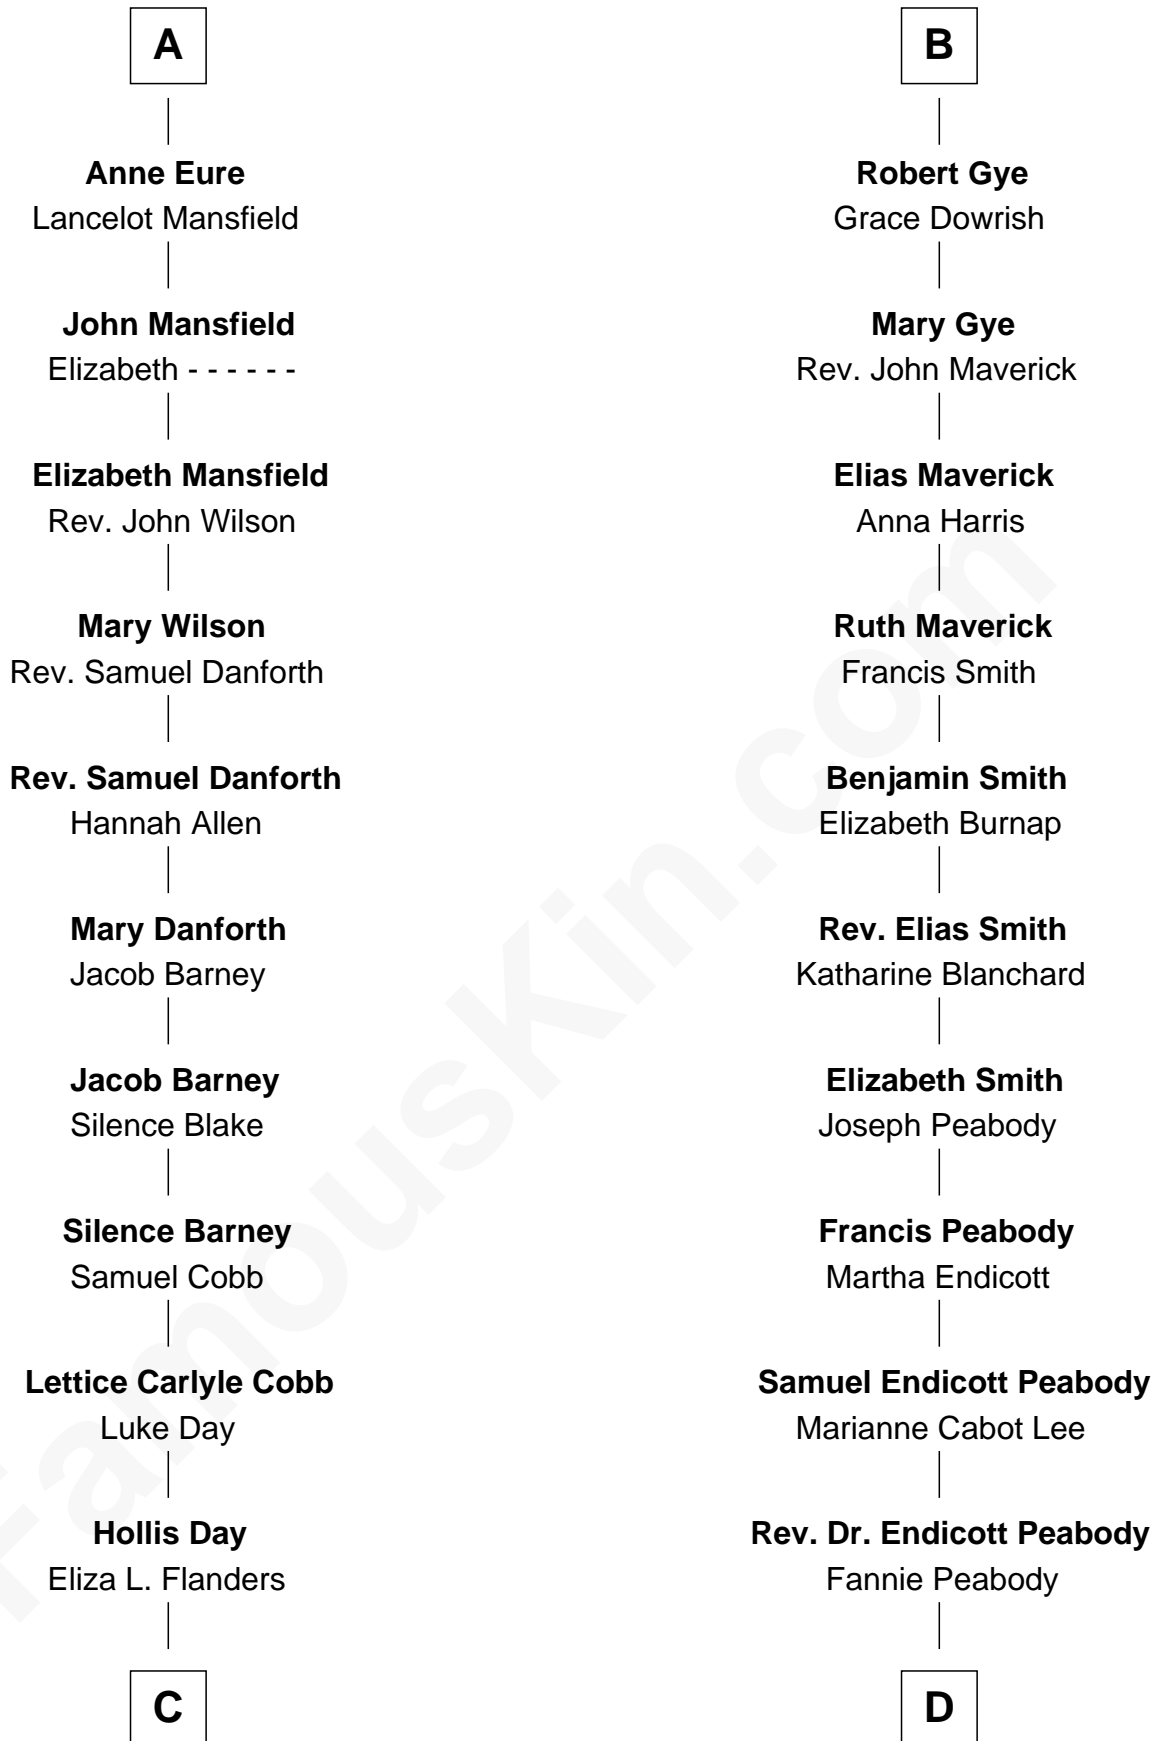 A
Anne Eure
Lancelot Mansfield
John Mansfield
Elizabeth - - - - - -
Elizabeth Mansfield
Rev. John Wilson
Mary Wilson
Rev. Samuel Danforth
Rev. Samuel Danforth
Hannah Allen
Mary Danforth
Jacob Barney
Jacob Barney
Silence Blake
Silence Barney
Samuel Cobb
Lettice Carlyle Cobb
Luke Day
Hollis Day
Eliza L. Flanders
C
B
Robert Gye
Grace Dowrish
Mary Gye
Rev. John Maverick
Elias Maverick
Anna Harris
Ruth Maverick
Francis Smith
Benjamin Smith
Elizabeth Burnap
Rev. Elias Smith
Katharine Blanchard
Elizabeth Smith
Joseph Peabody
Francis Peabody
Martha Endicott
Samuel Endicott Peabody
Marianne Cabot Lee
Rev. Dr. Endicott Peabody
Fannie Peabody
D
FamousKin.com